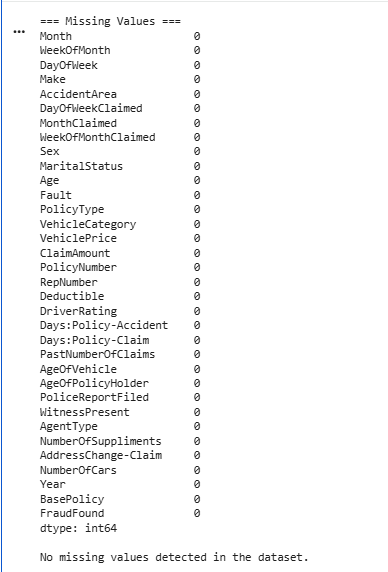 === Missing Values ===
Month 0
WeekOfMonth 0
DayOfWeek 0
Make 0
AccidentArea 0
DayOfWeekClaimed 0
MonthClaimed 0
WeekOfMonthClaimed 0
Sex 0
MaritalStatus 0
Age 0
Fault 0
PolicyType 0
VehicleCategory 0
VehiclePrice 0
ClaimAmount 0
PolicyNumber 0
RepNumber 0
Deductible 0
DriverRating 0
Days:Policy-Accident 0
Days:Policy-Claim 0
PastNumberOfClaims 0
AgeOfVehicle 0
AgeOfPolicyHolder 0
PoliceReportFiled 0
WitnessPresent 0
AgentType 0
NumberOfSuppliments 0
AddressChange-Claim 0
NumberOfCars 0
Year 0
BasePolicy 0
FraudFound 0
dtype: int64
No missing values detected in the dataset.